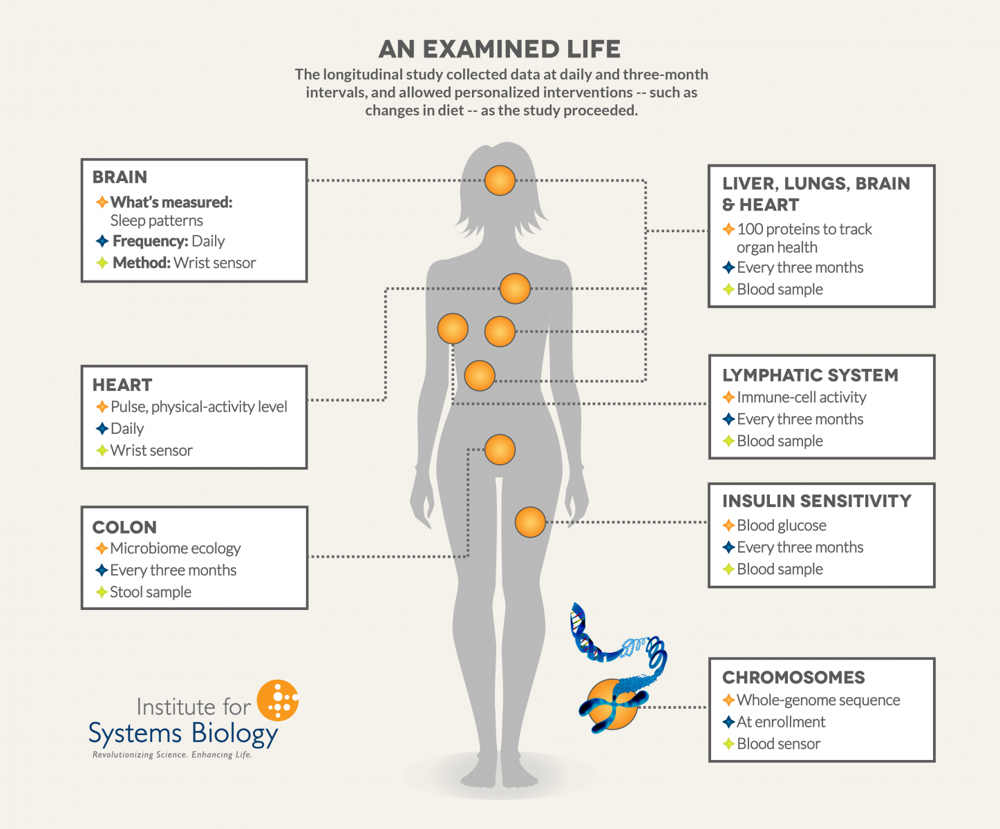 AN EXAMINED LIFE
The longitudinal study collected data at daily and three-month
intervals, and allowed personalized interventions -- such as
changes in diet -- as the study proceeded.
BRAIN
What's measured:
Sleep patterns
Frequency: Daily
Method: Wrist sensor
HEART
Pulse, physical-activity level
Daily
Wrist sensor
COLON
Microbiome ecology
Every three months
Stool sample
LIVER, LUNGS, BRAIN
& HEART
100 proteins to track
organ health
Every three months
Blood sample
LYMPHATIC SYSTEM
Immune-cell activity
Every three months
Blood sample
INSULIN SENSITIVITY
Blood glucose
Every three months
Blood sample
CHROMOSOMES
Whole-genome sequence
At enrollment
Blood sensor
Institute for
Systems Biology
Revolutionizing Science. Enhancing Life.